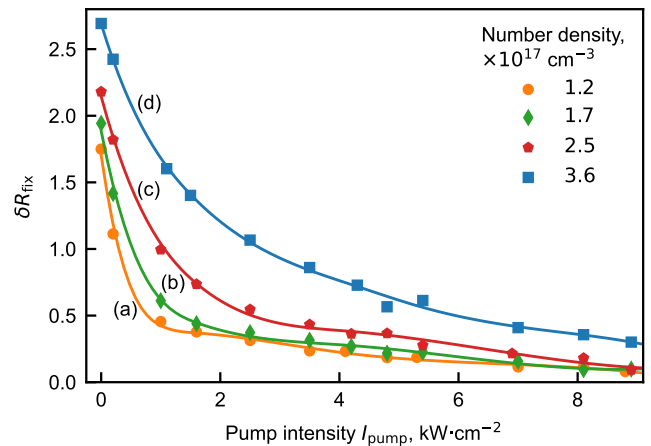 Number density,
×10¹⁷ cm⁻³
1.2
1.7
2.5
3.6
(d)
(c)
(b)
(a)
δR_fix
2.5
2.0
1.5
1.0
0.5
0.0
0 2 4 6 8
Pump intensity I_pump, kW·cm⁻²